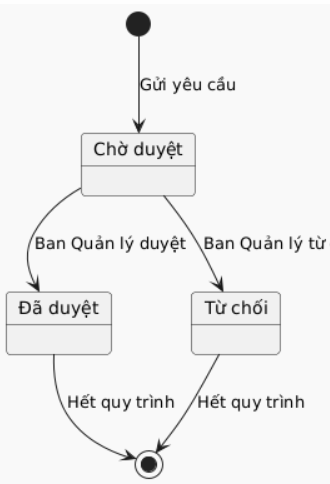 Gửi yêu cầu
Chờ duyệt
Ban Quản lý duyệt
Ban Quản lý từ
Đã duyệt
Từ chối
Hết quy trình
Hết quy trình